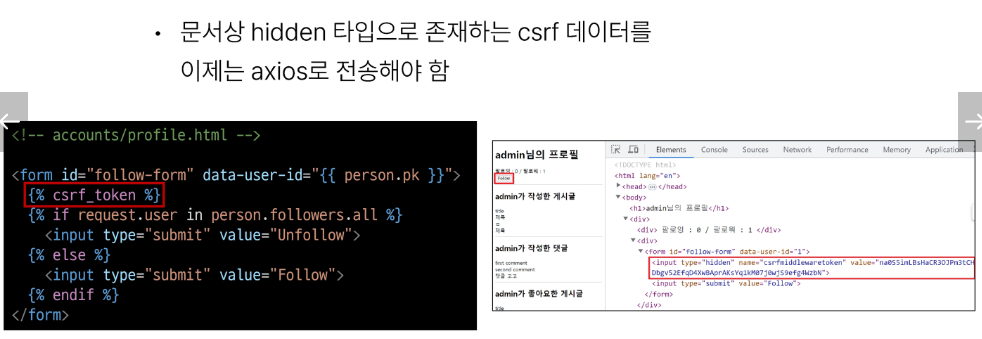 • 문서상 hidden 타입으로 존재하는 csrf 데이터를
이제는 axios로 전송해야 함
<!-- accounts/profile.html -->
<form id="follow-form" data-user-id="{{ person.pk }}">
{% csrf_token %}
{% if request.user in person.followers.all %}
<input type="submit" value="Unfollow">
{% else %}
<input type="submit" value="Follow">
{% endif %}
</form>
admin님의 프로필
팔로잉 : 0 / 팔로워 : 1
Follow
admin가 작성한 게시글
title
제목
제목
admin가 작성한 댓글
first comment
second comment
댓글 고고
admin가 좋아요한 게시글
title
Elements Console Sources Network Performance Memory Application
<!DOCTYPE html>
<html lang="en">
<head> </head>
<body>
<h1>admin님의 프로필</h1>
<div>
<div> 팔로잉 : 0 / 팔로워 : 1 </div>
<div>
<form id="follow-form" data-user-id="1">
<input type="hidden" name="csrfmiddlewaretoken" value=
<input type="submit" value="Follow">
</form>
</div>